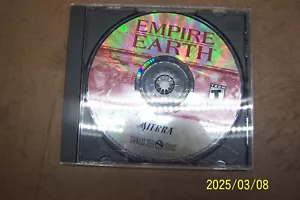 EMPIRE
EARTH
T
SIERRA
2025/03/08